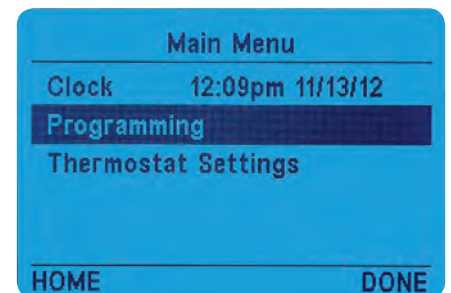 Main Menu
Clock 12:09pm 11/13/12
Programming
Thermostat Settings
HOME DONE